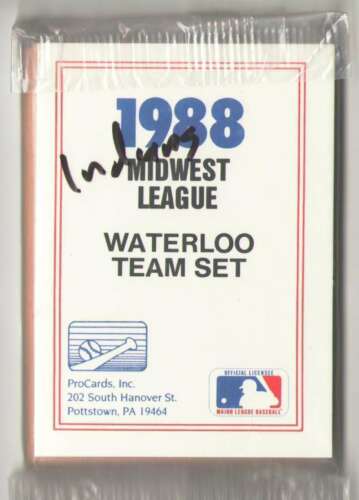 1988
Indians
MIDWEST
LEAGUE
WATERLOO
TEAM SET
ProCards, Inc.
202 South Hanover St.
Pottstown, PA 19464
OFFICIAL LICENSEE
MAJOR LEAGUE BASEBALL